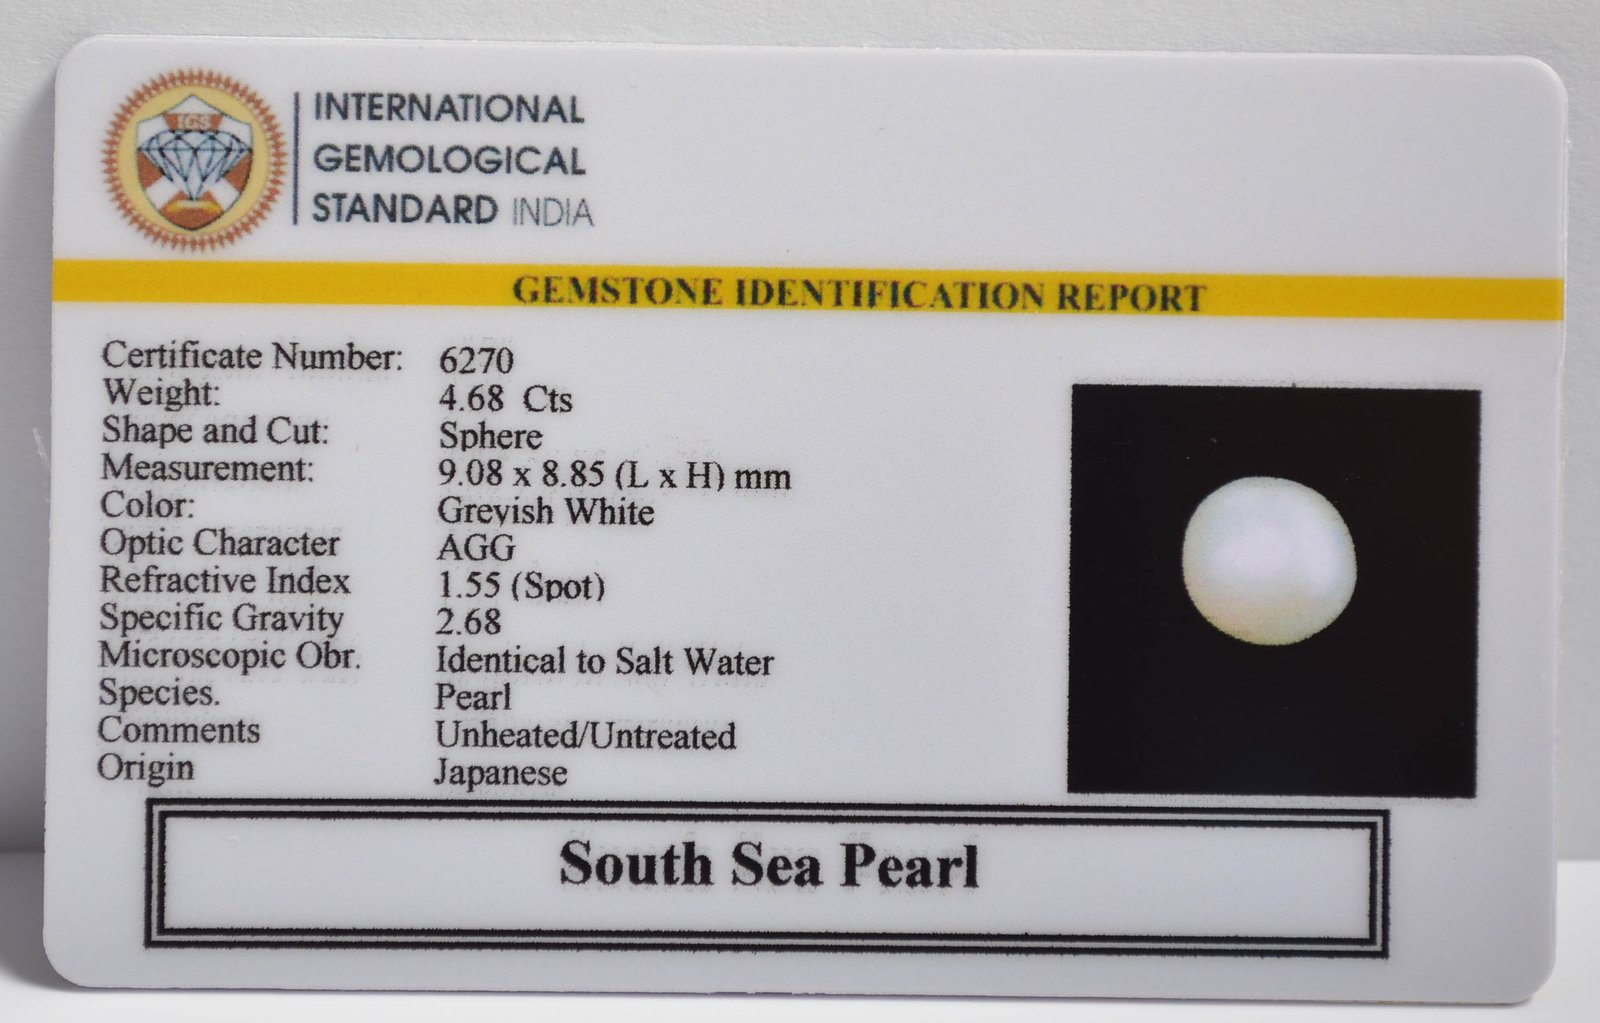 IGS
INTERNATIONAL
GEMOLOGICAL
STANDARD INDIA
GEMSTONE IDENTIFICATION REPORT
Certificate Number: 6270
Weight: 4.68 Cts
Shape and Cut: Sphere
Measurement: 9.08 x 8.85 (L x H) mm
Color: Greyish White
Optic Character AGG
Refractive Index 1.55 (Spot)
Specific Gravity 2.68
Microscopic Obr. Identical to Salt Water
Species. Pearl
Comments Unheated/Untreated
Origin Japanese
South Sea Pearl